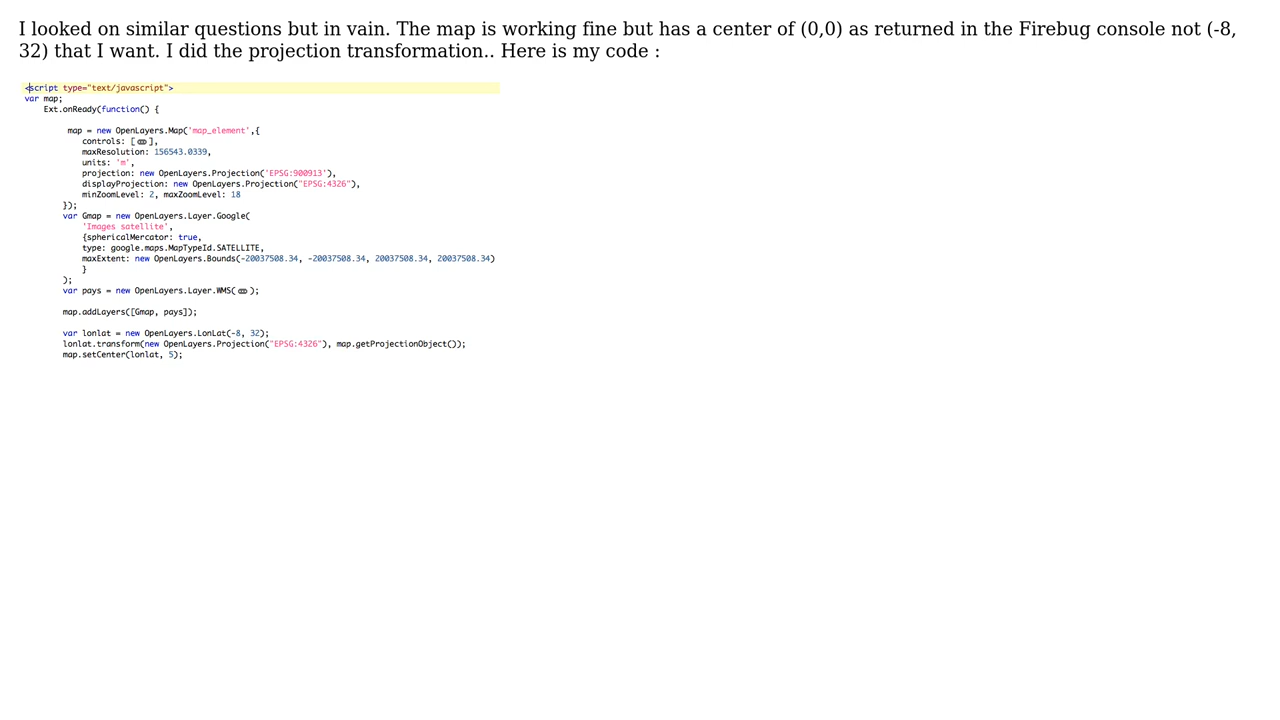 I looked on similar questions but in vain. The map is working fine but has a center of (0,0) as returned in the Firebug console not (-8,
32) that I want. I did the projection transformation.. Here is my code :
<script type="text/javascript">
var map;
Ext.onReady(function() {
map = new OpenLayers.Map('map_element',{
controls: [],
maxResolution: 156543.0339,
units: 'm',
projection: new OpenLayers.Projection('EPSG:900913'),
displayProjection: new OpenLayers.Projection("EPSG:4326"),
minZoomLevel: 2, maxZoomLevel: 18
});
var Gmap = new OpenLayers.Layer.Google(
'Images satellite',
{sphericalMercator: true,
type: google.maps.MapTypeId.SATELLITE,
maxExtent: new OpenLayers.Bounds(-20037508.34, -20037508.34, 20037508.34, 20037508.34)
}
);
var pays = new OpenLayers.Layer.WMS();
map.addLayers([Gmap, pays]);
var lonlat = new OpenLayers.LonLat(-8, 32);
lonlat.transform(new OpenLayers.Projection("EPSG:4326"), map.getProjectionObject());
map.setCenter(lonlat, 5);